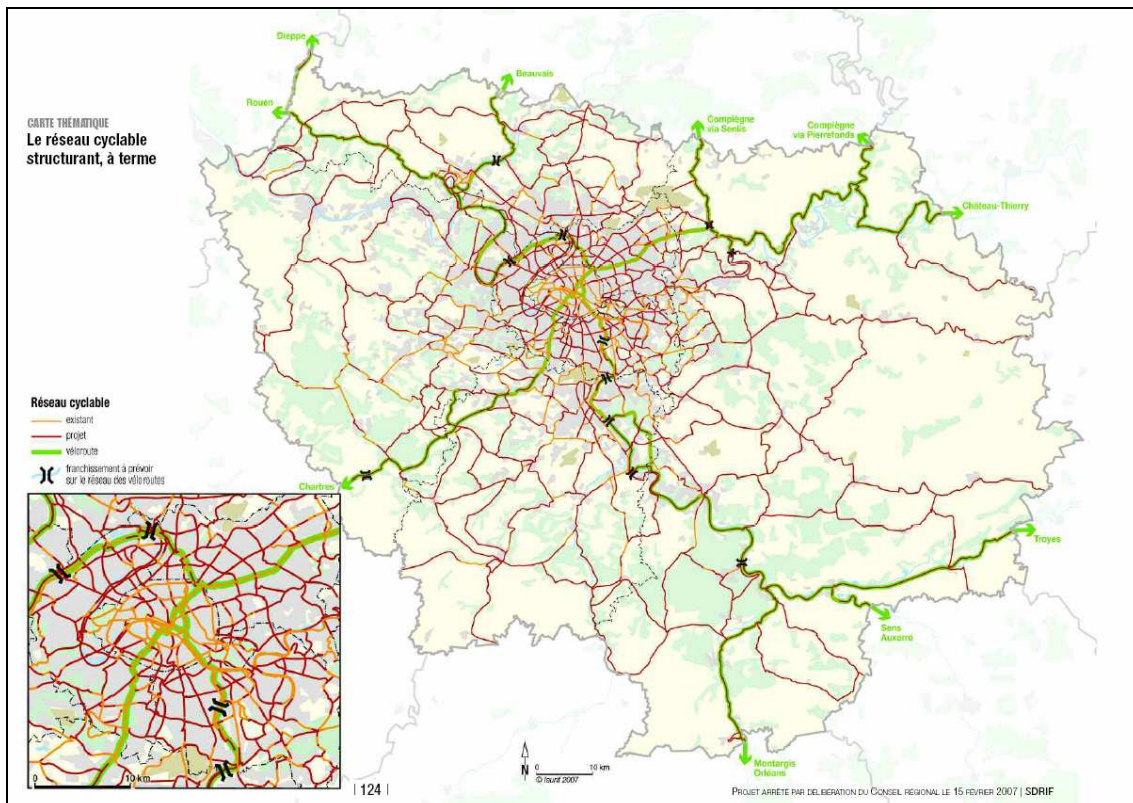 Dieppe
Rouen
Beauvais
Compiègne
via Senlis
Compiègne
via Pierrefonds
Château-Thierry
CARTE THÉMATIQUE
Le réseau cyclable
structurant, à terme
Réseau cyclable
existant
projet
véloroute
franchissement à prévoir
sur le réseau des véloroutes
Chartres
Troyes
Sens
Auxerre
Montargis
Orléans
0 10 km
N
0 10 km
© iaurif 2007
| 124 |
PROJET ARRÊTÉ PAR DÉLIBÉRATION DU CONSEIL RÉGIONAL LE 15 FÉVRIER 2007 | SDRIF